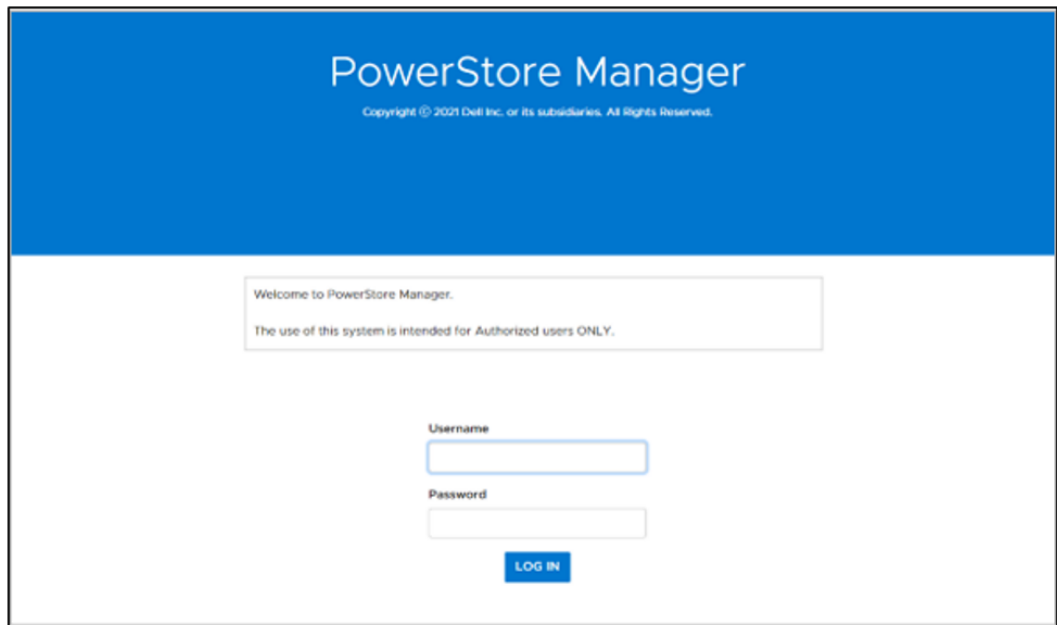 PowerStore Manager
Copyright © 2021 Dell Inc. or its subsidiaries. All Rights Reserved.
Welcome to PowerStore Manager.
The use of this system is intended for Authorized users ONLY.
Username
Password
LOG IN